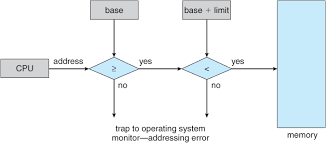 base
base + limit
CPU
address
≥
yes
<
yes
no
no
trap to operating system
monitor—addressing error
memory